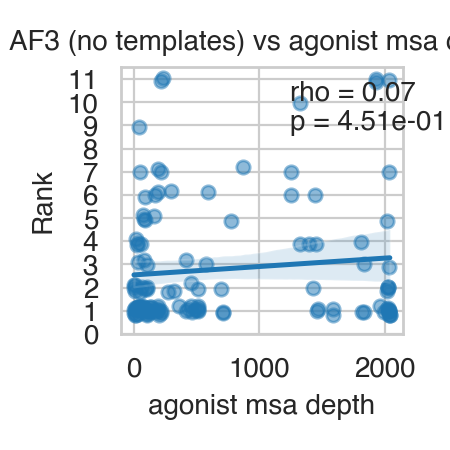 AF3 (no templates) vs agonist msa
11
10
9
8
7
6
5
4
3
2
1
0
rho = 0.07
p = 4.51e-01
Rank
0 1000 2000
agonist msa depth